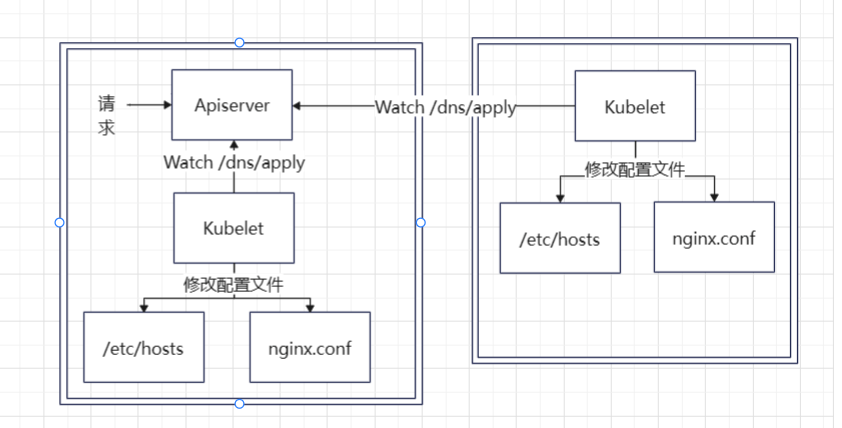 请
求
Apiserver
Watch /dns/apply
Kubelet
修改配置文件
/etc/hosts
nginx.conf
Watch /dns/apply
Kubelet
修改配置文件
/etc/hosts
nginx.conf